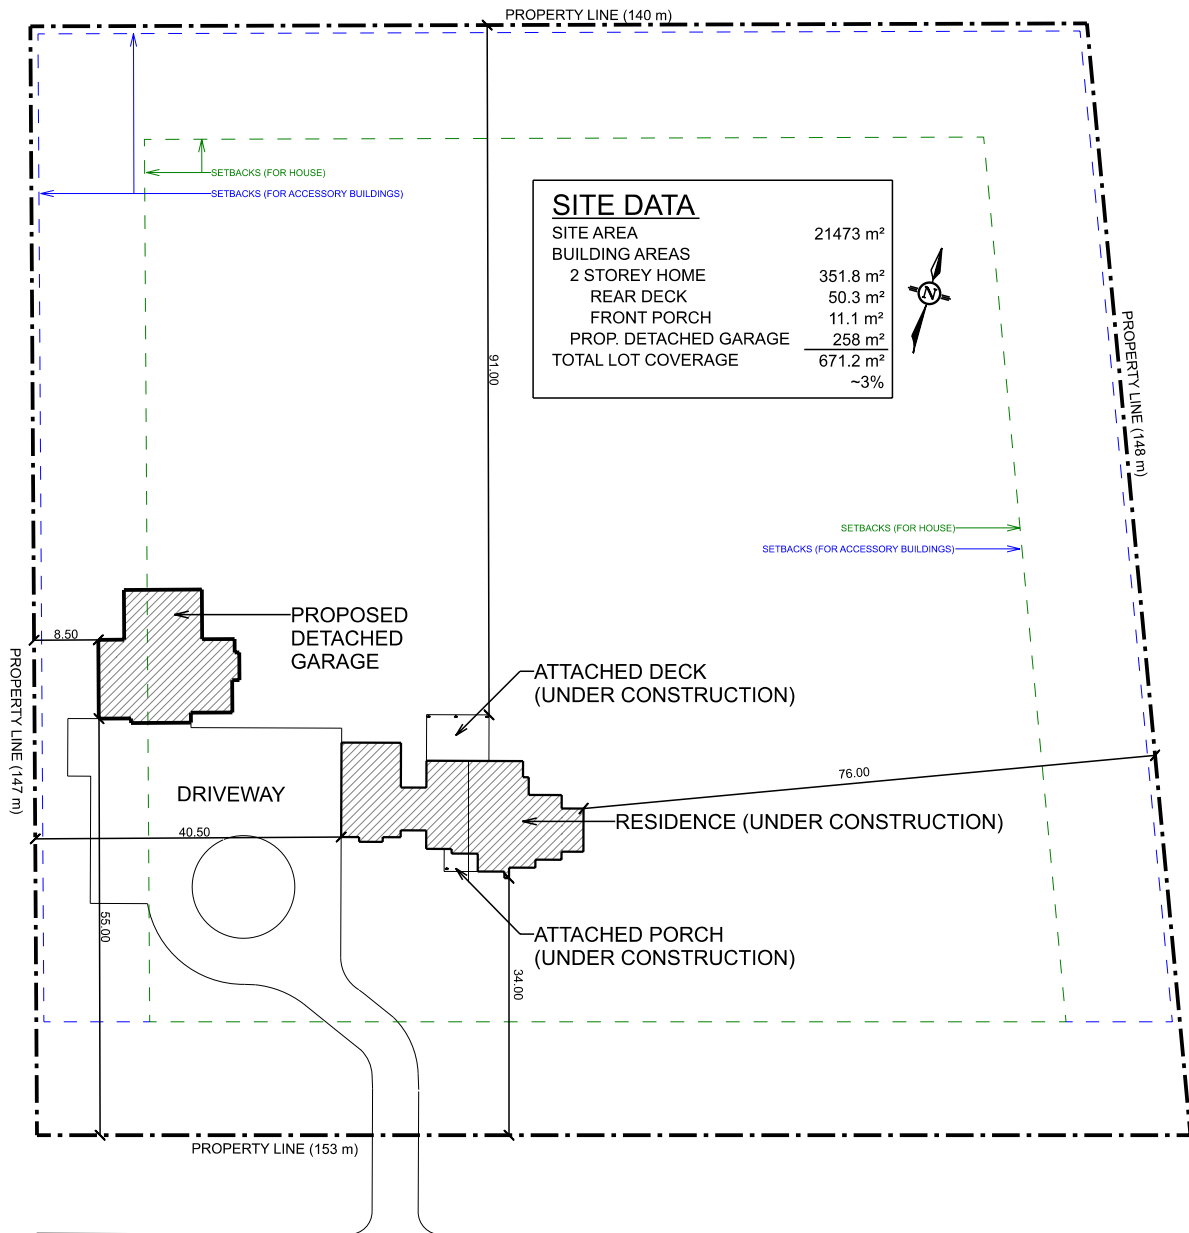 PROPERTY LINE (140 m)
SETBACKS (FOR HOUSE)
SETBACKS (FOR ACCESSORY BUILDINGS)
SITE DATA
SITE AREA 21473 m²
BUILDING AREAS
2 STOREY HOME 351.8 m²
REAR DECK 50.3 m²
FRONT PORCH 11.1 m²
PROP. DETACHED GARAGE 258 m²
TOTAL LOT COVERAGE 671.2 m²
~3%
N
91.00
PROPERTY LINE (148 m)
SETBACKS (FOR HOUSE)
SETBACKS (FOR ACCESSORY BUILDINGS)
8.50
PROPOSED
DETACHED
GARAGE
ATTACHED DECK
(UNDER CONSTRUCTION)
PROPERTY LINE (147 m)
76.00
DRIVEWAY
40.50
RESIDENCE (UNDER CONSTRUCTION)
55.00
ATTACHED PORCH
(UNDER CONSTRUCTION)
34.00
PROPERTY LINE (153 m)